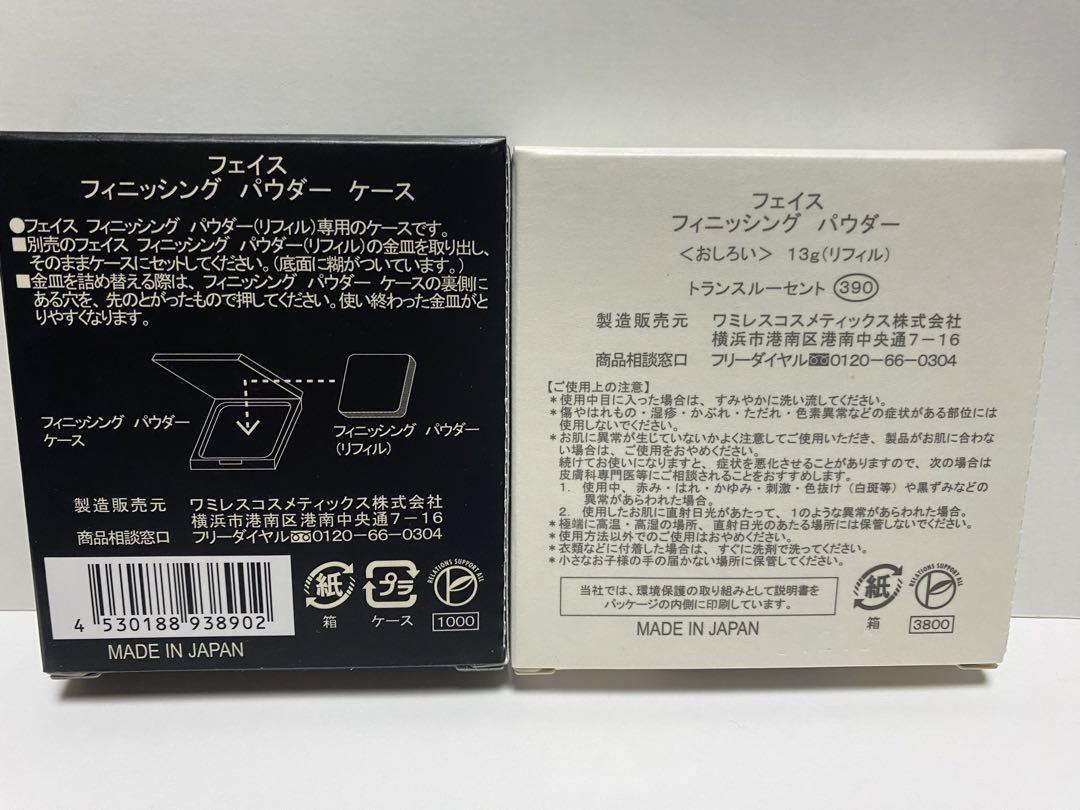 フェイス
フィニッシング パウダー ケース
●フェイス フィニッシング パウダー(リフィル)専用のケースです。
■別売のフェイス フィニッシング パウダー(リフィル)の金皿を取り出し、
そのままケースにセットしてください。(底面に糊がついています。)
■金皿を詰め替える際は、フィニッシング パウダー ケースの裏側に
ある穴を、先のとがったもので押してください。使い終わった金皿がと
りやすくなります。
フィニッシング パウダー
ケース
フィニッシング パウダー
(リフィル)
製造販売元 ワミレスコスメティックス株式会社
横浜市港南区港南中央通7-16
商品相談窓口 フリーダイヤル0120-66-0304
4 530188 938902
紙
箱
プラ
ケース
RELATIONS SUPPORT ALL
1000
MADE IN JAPAN
フェイス
フィニッシング パウダー
<おしろい> 13g(リフィル)
トランスルーセント 390
製造販売元 ワミレスコスメティックス株式会社
横浜市港南区港南中央通7-16
商品相談窓口 フリーダイヤル0120-66-0304
【ご使用上の注意】
*使用中目に入った場合は、すみやかに洗い流してください。
*傷やはれもの・湿疹・かぶれ・ただれ・色素異常などの症状がある部位には
使用しないでください。
*お肌に異常が生じていないかよく注意してご使用いただき、製品がお肌に合わな
い場合は、ご使用をおやめください。
続けてお使いになりますと、症状を悪化させることがありますので、次の場合は
皮膚科専門医等にご相談されることをおすすめします。
1. 使用中、赤み・はれ・かゆみ・刺激・色抜け(白斑等)や黒ずみなどの
異常があらわれた場合。
2. 使用したお肌に直射日光があたって、1のような異常があらわれた場合。
*極端に高温・高湿の場所、直射日光のあたる場所には保管しないでください。
*使用方法以外でのご使用はおやめください。
*衣類などに付着した場合は、すぐに洗剤で洗ってください。
*小さなお子様の手の届かない場所に保管してください。
当社では、環境保護の取り組みとして説明書を
パッケージの内側に印刷しています。
紙
箱
RELATIONS SUPPORT ALL
3800
MADE IN JAPAN